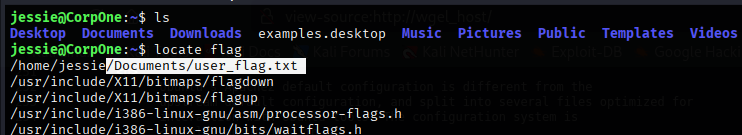 jessie@CorpOne:~$ ls
Desktop Documents Downloads examples.desktop Music Pictures Public Templates Videos
jessie@CorpOne:~$ locate flag
/home/jessie/Documents/user_flag.txt
/usr/include/X11/bitmaps/flagdown
/usr/include/X11/bitmaps/flagup
/usr/include/i386-linux-gnu/asm/processor-flags.h
/usr/include/i386-linux-gnu/bits/waitflags.h